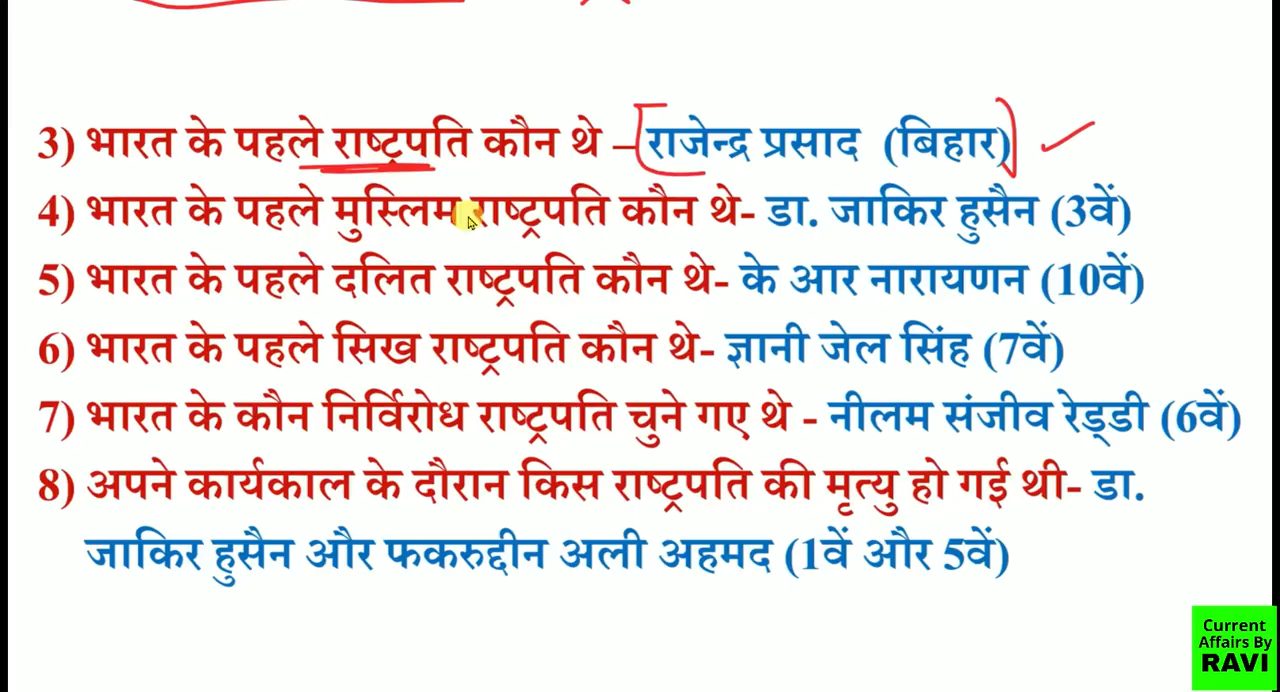 3) भारत के पहले राष्ट्रपति कौन थे – राजेन्द्र प्रसाद (बिहार)
4) भारत के पहले मुस्लिम राष्ट्रपति कौन थे- डा. जाकिर हुसैन (3वें)
5) भारत के पहले दलित राष्ट्रपति कौन थे- के आर नारायणन (10वें)
6) भारत के पहले सिख राष्ट्रपति कौन थे- ज्ञानी जेल सिंह (7वें)
7) भारत के कौन निर्विरोध राष्ट्रपति चुने गए थे - नीलम संजीव रेड्डी (6वें)
8) अपने कार्यकाल के दौरान किस राष्ट्रपति की मृत्यु हो गई थी- डा.
जाकिर हुसैन और फकरुद्दीन अली अहमद (1वें और 5वें)
Current
Affairs By
RAVI